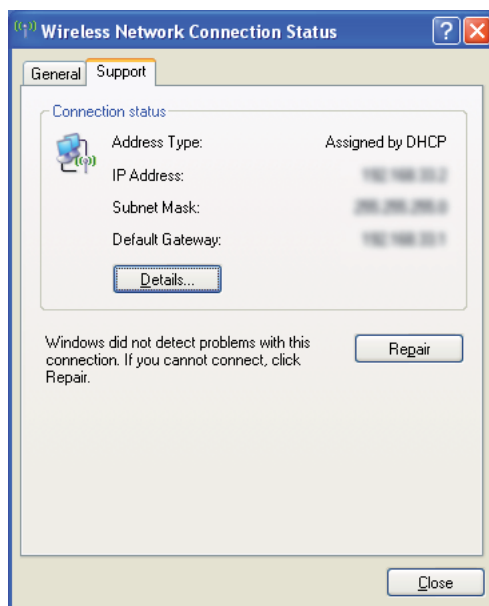 Wireless Network Connection Status
General Support
Connection status
Address Type: Assigned by DHCP
IP Address:
Subnet Mask:
Default Gateway:
Details...
Windows did not detect problems with this
connection. If you cannot connect, click
Repair.
Repair
Close